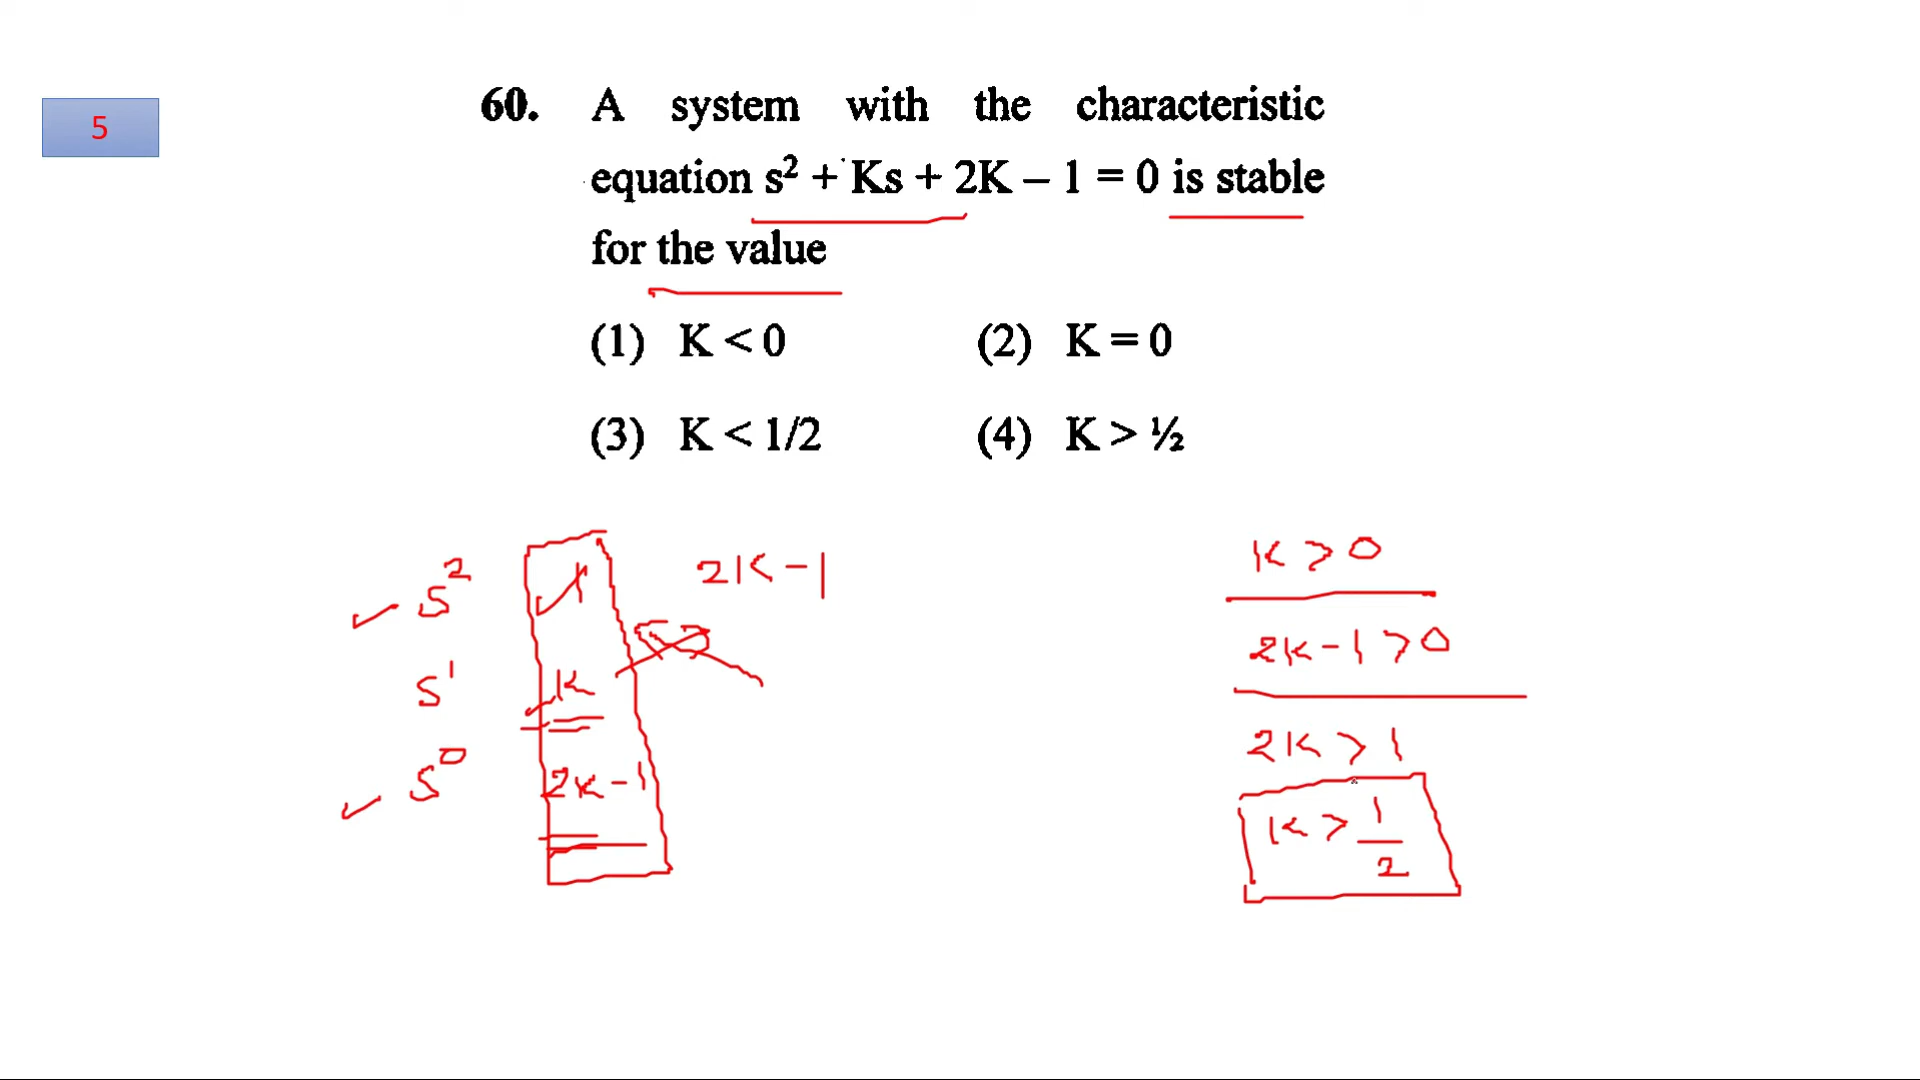 5
60. A system with the characteristic
equation s² + Ks + 2K – 1 = 0 is stable
for the value
(1) K < 0 (2) K = 0
(3) K < 1/2 (4) K > ½
s² 1 2K-1
s¹ K 0
s⁰ 2K-1
K > 0
2K-1 > 0
2K > 1
K > 1/2